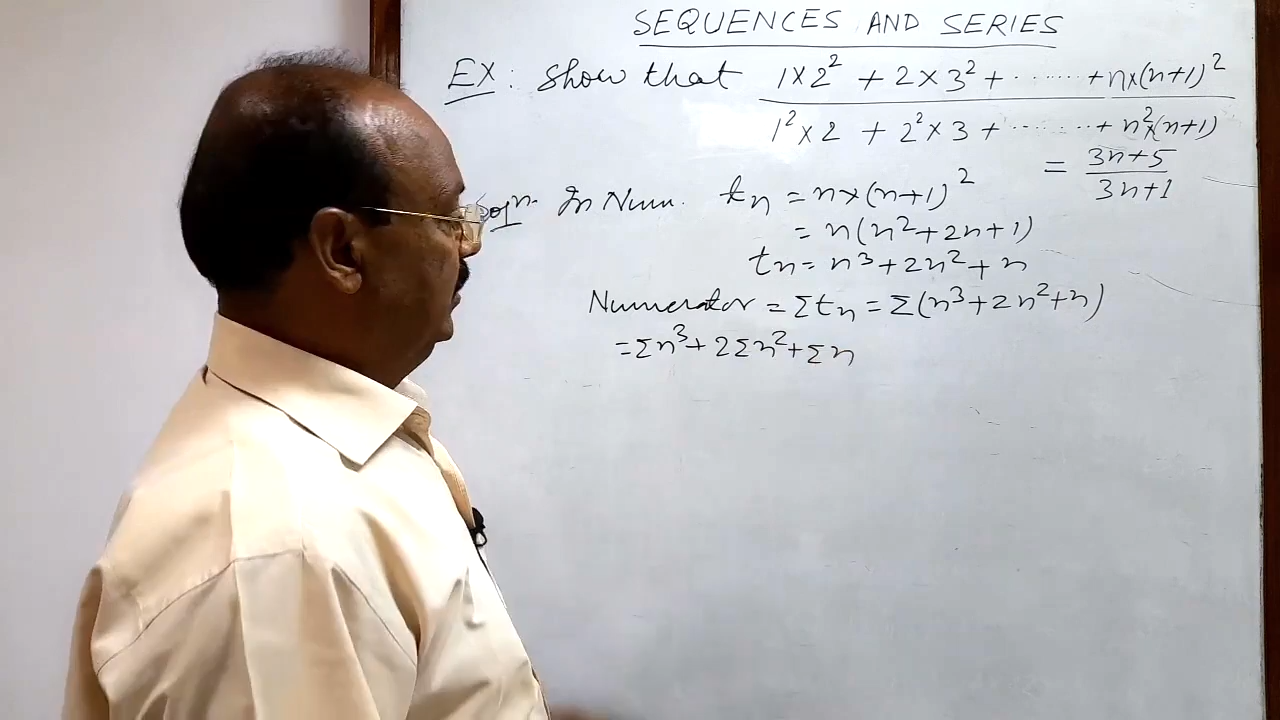 SEQUENCES AND SERIES
EX: Show that (1×2² + 2×3² + ....... + n×(n+1)²) / (1²×2 + 2²×3 + ........ + n²×(n+1))
= (3n+5)/(3n+1)
Solⁿ. In Num. tn = n×(n+1)²
= n(n²+2n+1)
tn = n³+2n²+n
Numerator = Σtn = Σ(n³+2n²+n)
= Σn³+2Σn²+Σn